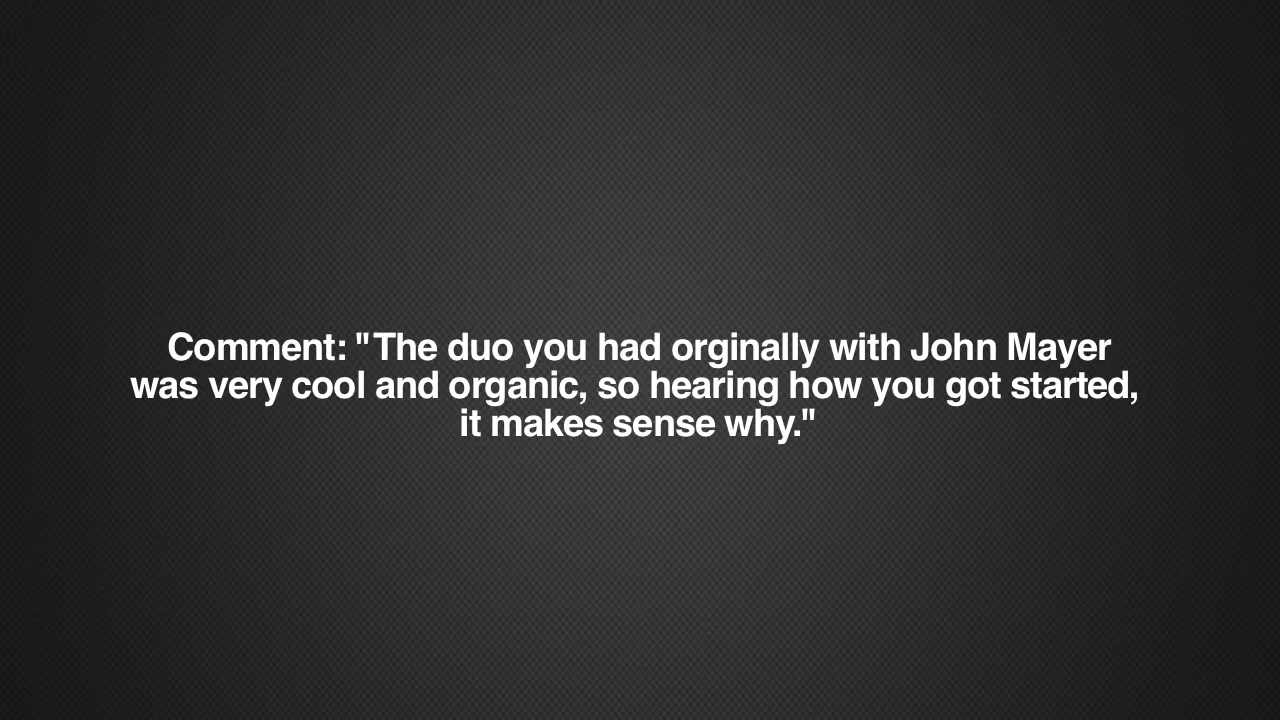 Comment: "The duo you had orginally with John Mayer
was very cool and organic, so hearing how you got started,
it makes sense why."